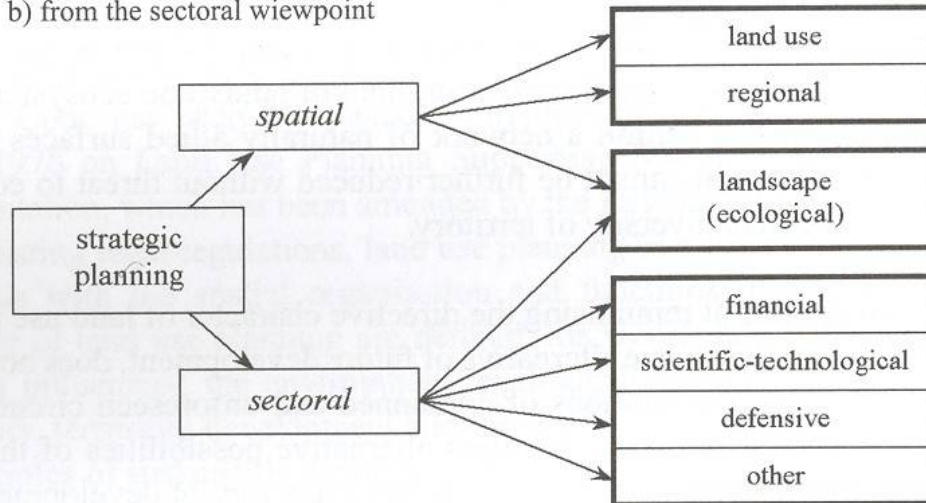 b) from the sectoral wiewpoint
land use
regional
spatial
landscape
(ecological)
strategic
planning
financial
scientific-technological
sectoral
defensive
other